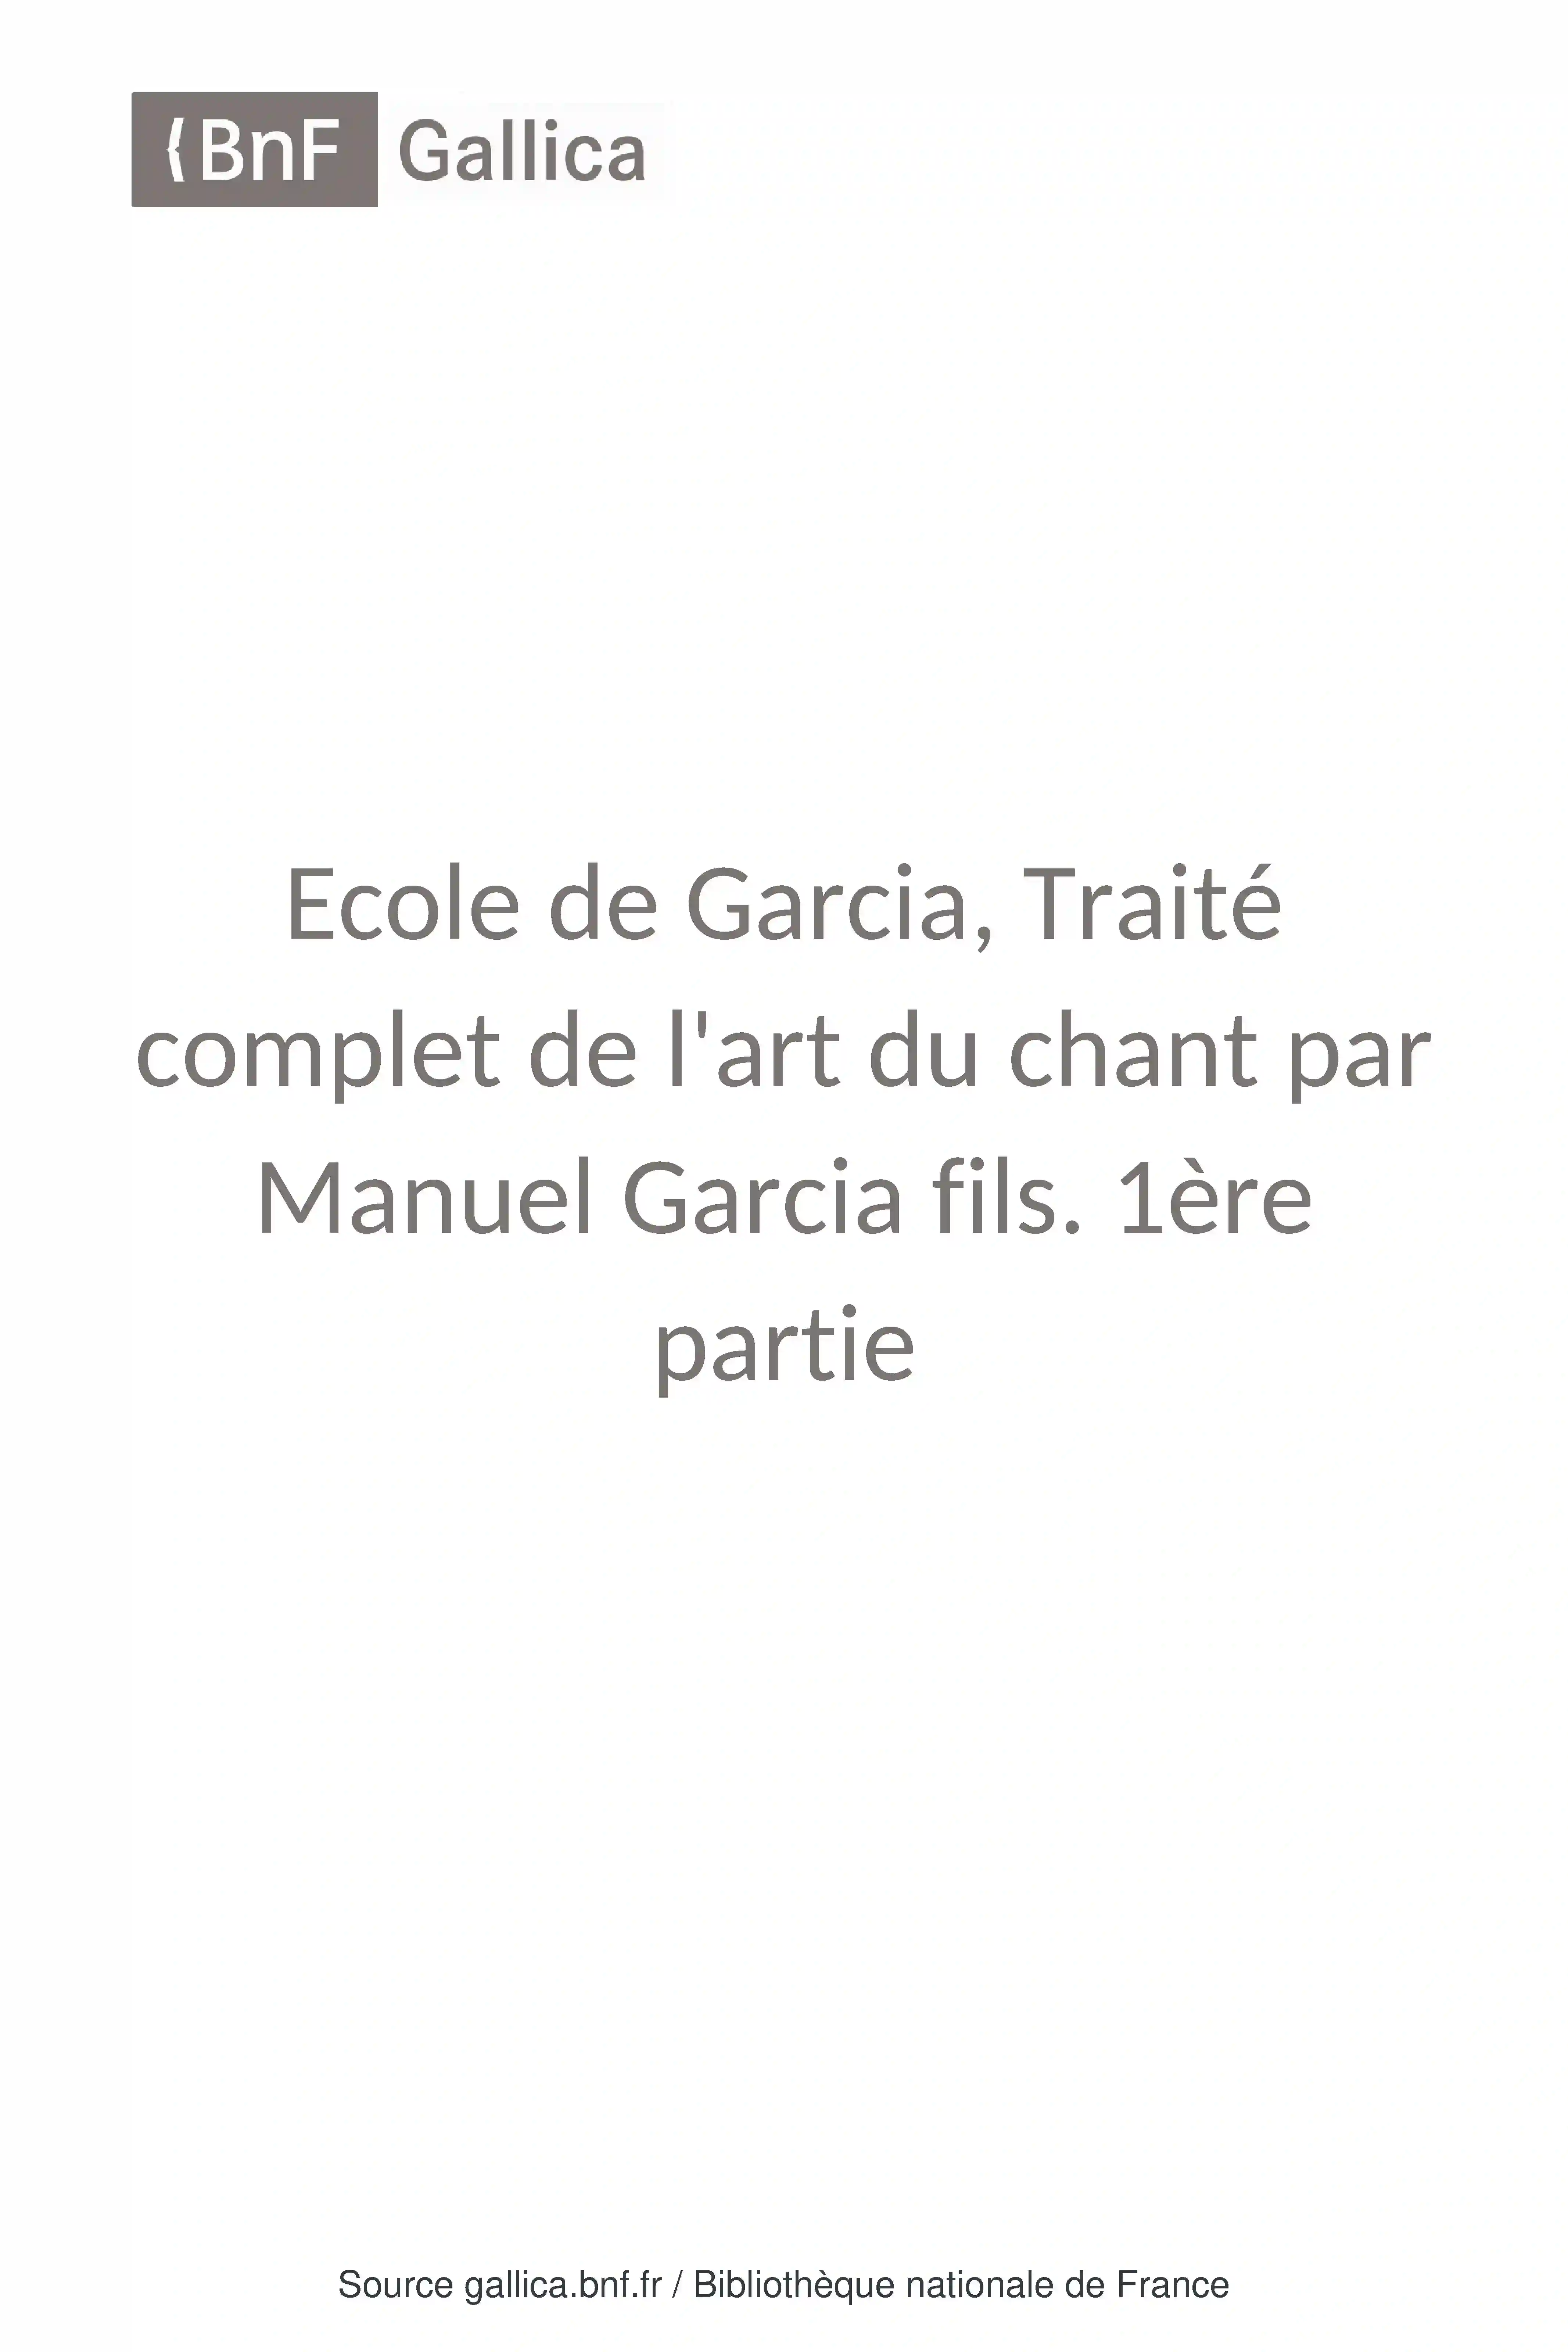 {BnF Gallica
Ecole de Garcia, Traité
complet de l'art du chant par
Manuel Garcia fils. 1ère
partie
Source gallica.bnf.fr / Bibliothèque nationale de France